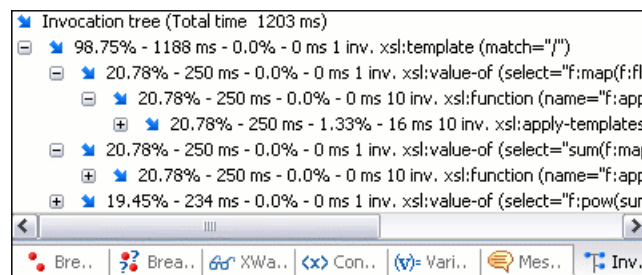 Invocation tree (Total time 1203 ms)
98.75% - 1188 ms - 0.0% - 0 ms 1 inv. xsl:template (match="/")
20.78% - 250 ms - 0.0% - 0 ms 1 inv. xsl:value-of (select="f:map(f:fl
20.78% - 250 ms - 0.0% - 0 ms 10 inv. xsl:function (name="f:app
20.78% - 250 ms - 1.33% - 16 ms 10 inv. xsl:apply-templates
20.78% - 250 ms - 0.0% - 0 ms 1 inv. xsl:value-of (select="sum(f:map
20.78% - 250 ms - 0.0% - 0 ms 10 inv. xsl:function (name="f:app
19.45% - 234 ms - 0.0% - 0 ms 1 inv. xsl:value-of (select="f:pow(sur
Bre.. Brea.. XWa.. <x> Con.. (v)= Vari.. Mes.. Inv.